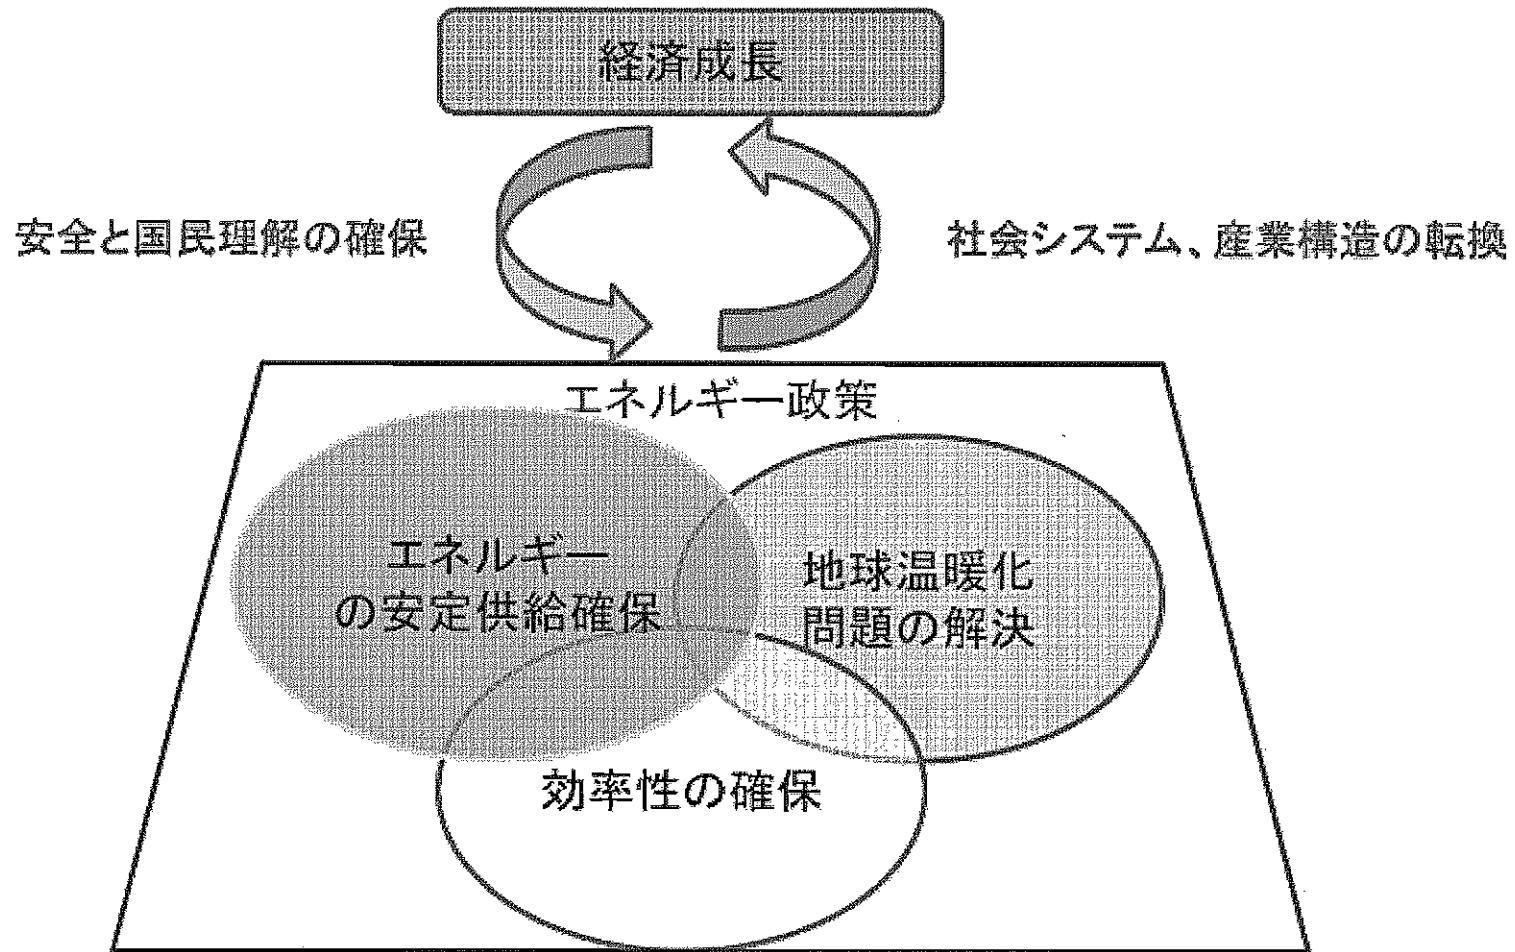 経済成長
安全と国民理解の確保
社会システム、産業構造の転換
エネルギー政策
エネルギー
の安定供給確保
地球温暖化
問題の解決
効率性の確保